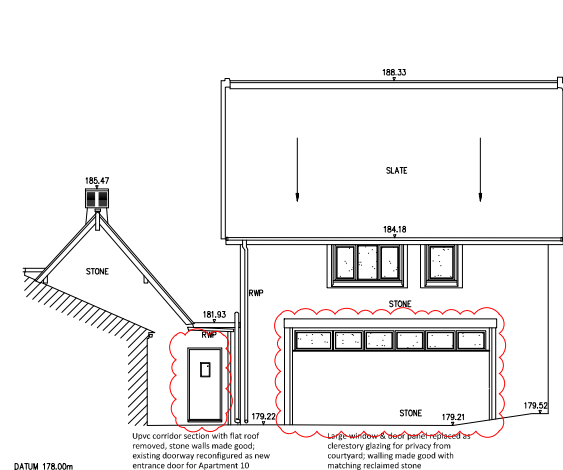 188.33
SLATE
185.47
184.18
STONE
RWP
STONE
181.93
RWP
179.52
STONE
179.22
179.21
Upvc corridor section with flat roof
removed, stone walls made good;
existing doorway reconfigured as new
entrance door for Apartment 10
Large window & door panel replaced as
clerestory glazing for privacy from
courtyard; walling made good with
matching reclaimed stone
DATUM 178.00m